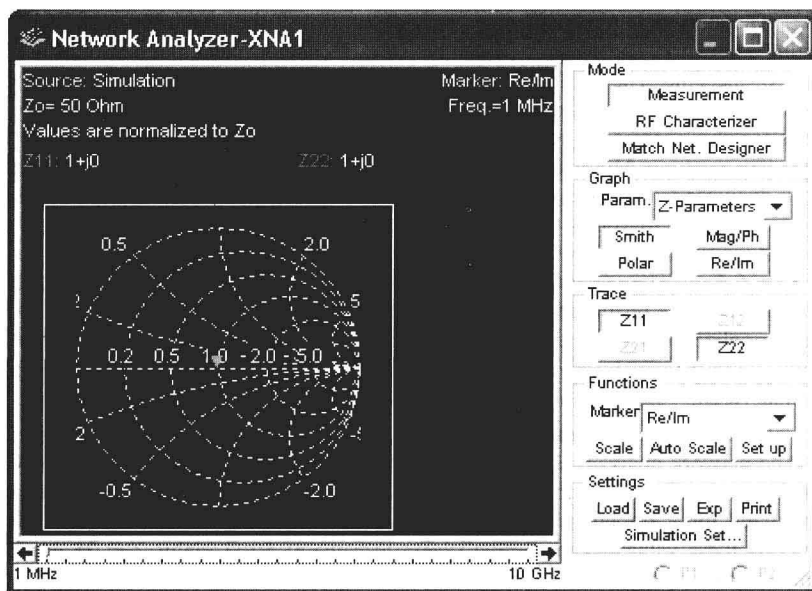 Network Analyzer-XNA1
Source: Simulation
Marker: Re/Im
Zo= 50 Ohm
Freq.=1 MHz
Values are normalized to Zo
Z11: 1+j0
Z22: 1+j0
0.5
2.0
5
0.2 0.5 1.0 -2.0 -5.0
2
-0.5
-2.0
1 MHz
10 GHz
Mode
Measurement
RF Characterizer
Match Net. Designer
Graph
Param. Z-Parameters
Smith
Mag/Ph
Polar
Re/Im
Trace
Z11
Z12
Z21
Z22
Functions
Marker Re/Im
Scale
Auto Scale
Set up
Settings
Load
Save
Exp
Print
Simulation Set...
P1
P2